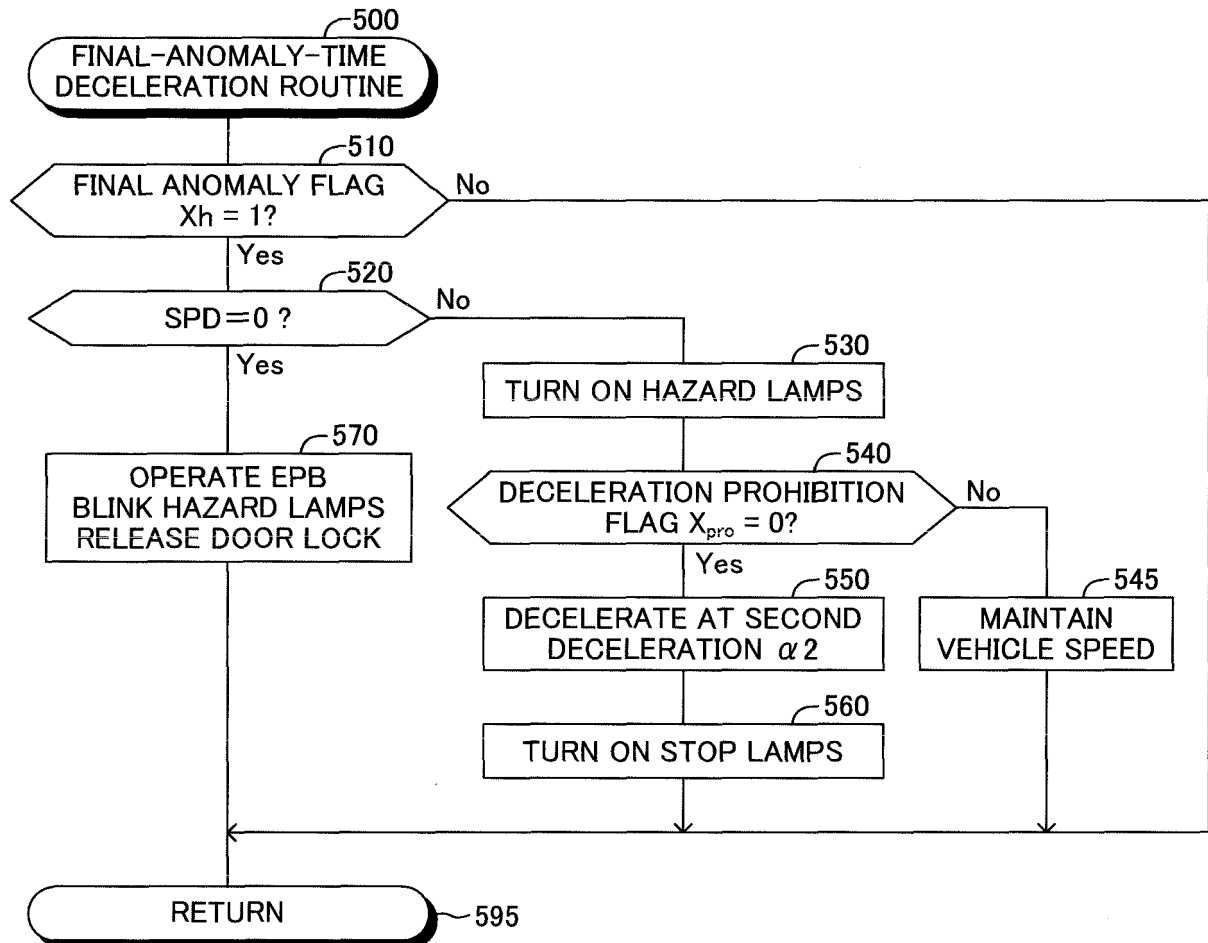 500
FINAL-ANOMALY-TIME
DECELERATION ROUTINE
510
FINAL ANOMALY FLAG
Xh = 1?
No
Yes
520
SPD=0 ?
No
Yes
530
TURN ON HAZARD LAMPS
570
OPERATE EPB
BLINK HAZARD LAMPS
RELEASE DOOR LOCK
540
DECELERATION PROHIBITION
FLAG Xpro = 0?
No
Yes
550
DECELERATE AT SECOND
DECELERATION α2
545
MAINTAIN
VEHICLE SPEED
560
TURN ON STOP LAMPS
RETURN
595